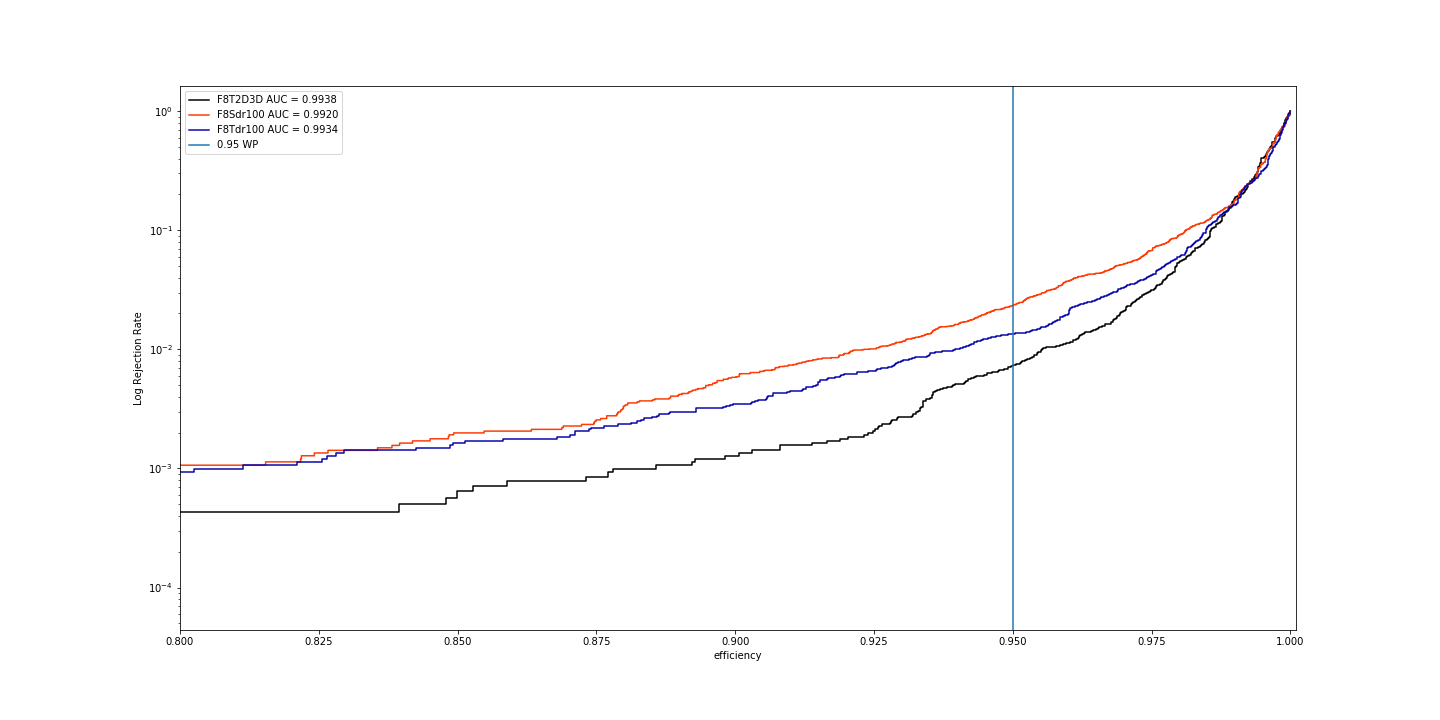 F8T2D3D AUC = 0.9938
F8Sdr100 AUC = 0.9920
F8Tdr100 AUC = 0.9934
0.95 WP
10⁰
10⁻¹
10⁻²
10⁻³
10⁻⁴
Log Rejection Rate
0.800 0.825 0.850 0.875 0.900 0.925 0.950 0.975 1.000
efficiency